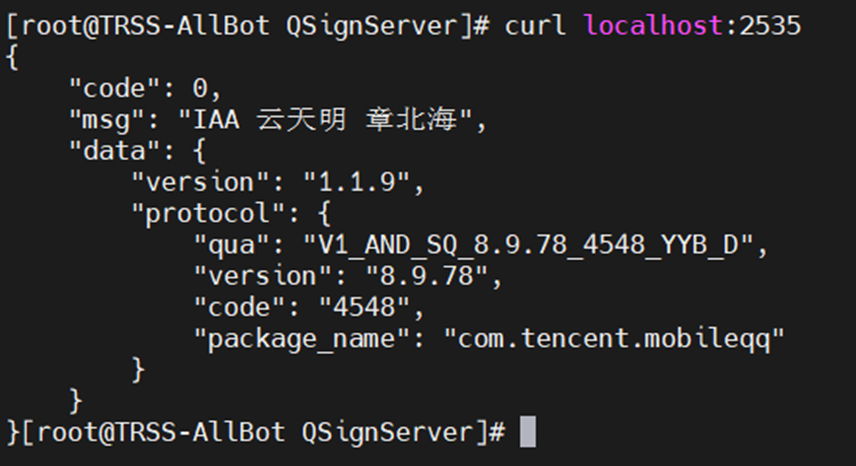 [root@TRSS-AllBot QSignServer]# curl localhost:2535
{
    "code": 0,
    "msg": "IAA 云天明 章北海",
    "data": {
        "version": "1.1.9",
        "protocol": {
            "qua": "V1_AND_SQ_8.9.78_4548_YYB_D",
            "version": "8.9.78",
            "code": "4548",
            "package_name": "com.tencent.mobileqq"
        }
    }
}[root@TRSS-AllBot QSignServer]#